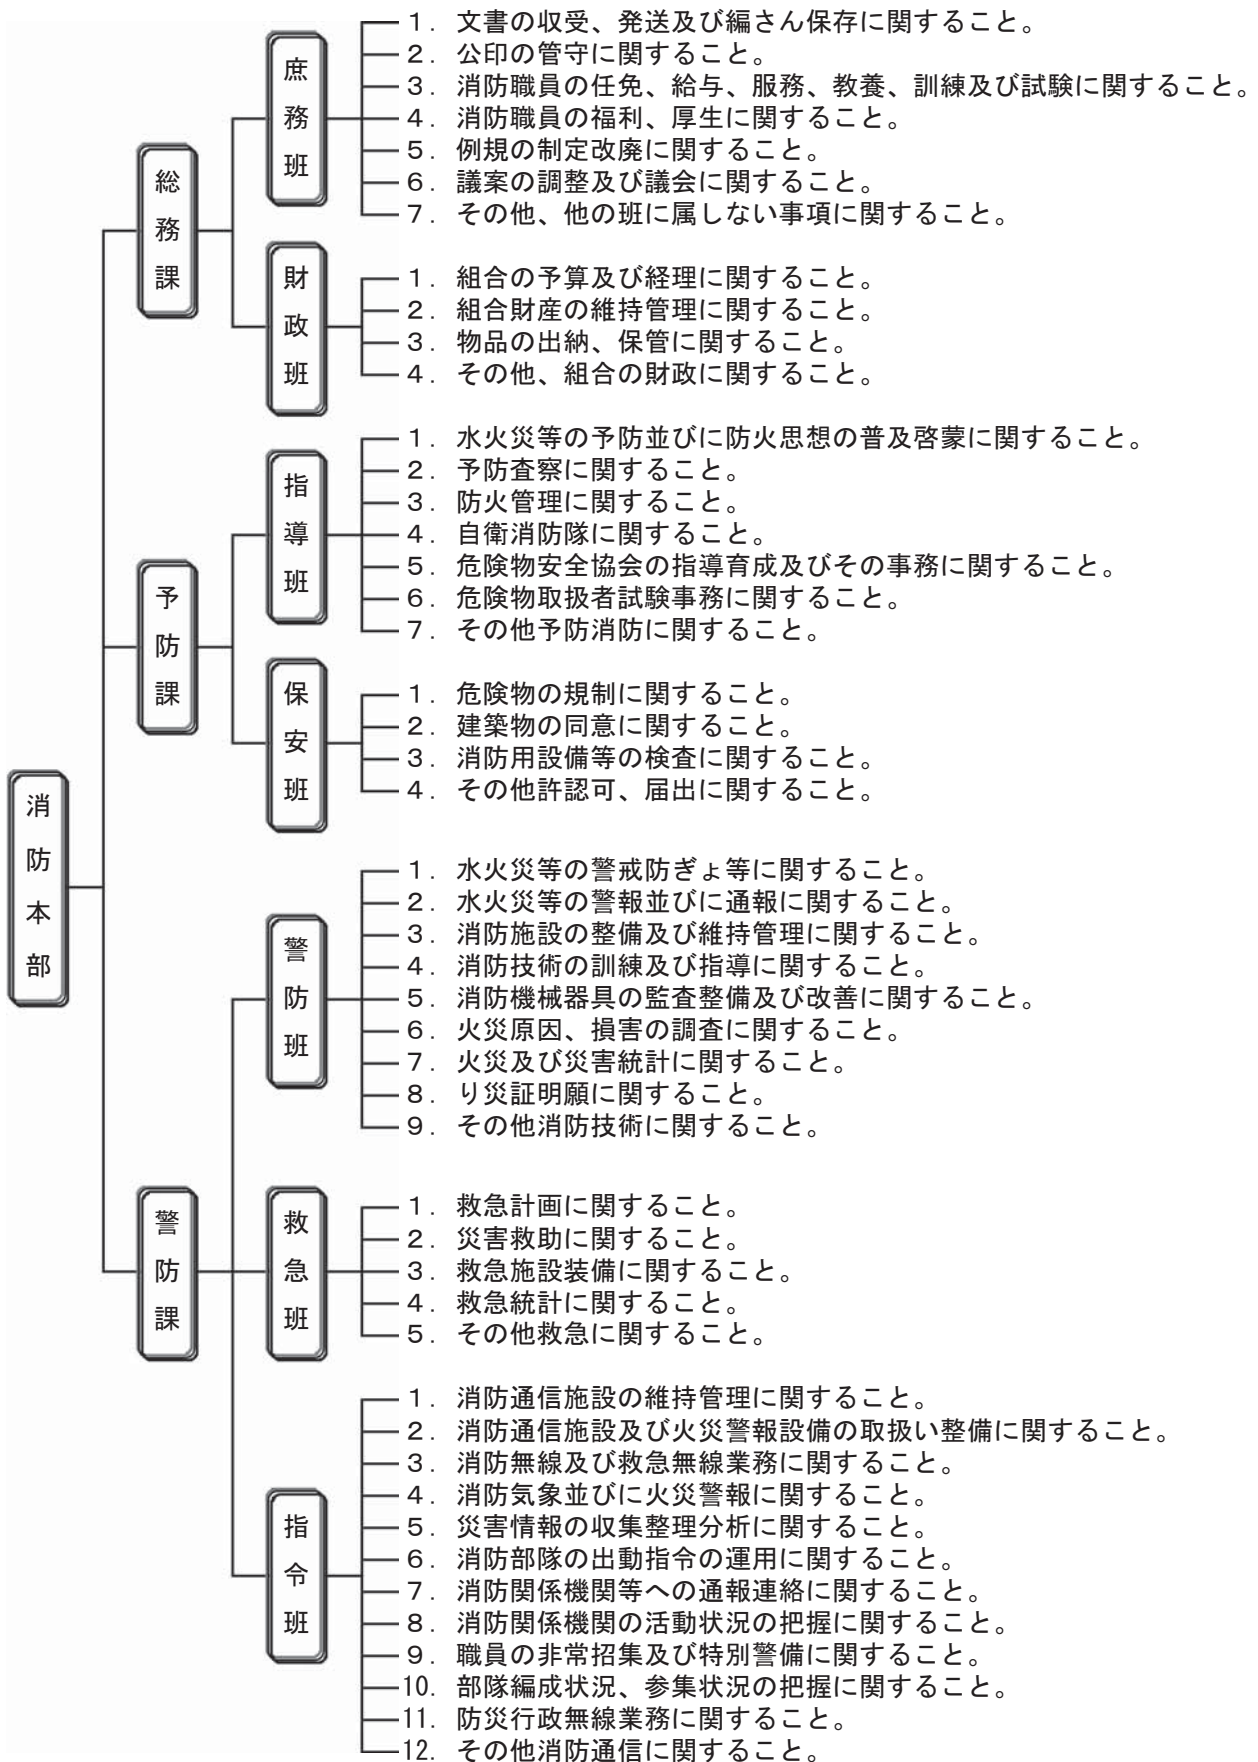 消防本部
総務課
庶務班
1. 文書の収受、発送及び編さん保存に関すること。
2. 公印の管守に関すること。
3. 消防職員の任免、給与、服務、教養、訓練及び試験に関すること。
4. 消防職員の福利、厚生に関すること。
5. 例規の制定改廃に関すること。
6. 議案の調整及び議会に関すること。
7. その他、他の班に属しない事項に関すること。
財政班
1. 組合の予算及び経理に関すること。
2. 組合財産の維持管理に関すること。
3. 物品の出納、保管に関すること。
4. その他、組合の財政に関すること。
予防課
指導班
1. 水火災等の予防並びに防火思想の普及啓蒙に関すること。
2. 予防査察に関すること。
3. 防火管理に関すること。
4. 自衛消防隊に関すること。
5. 危険物安全協会の指導育成及びその事務に関すること。
6. 危険物取扱者試験事務に関すること。
7. その他予防消防に関すること。
保安班
1. 危険物の規制に関すること。
2. 建築物の同意に関すること。
3. 消防用設備等の検査に関すること。
4. その他許認可、届出に関すること。
警防課
警防班
1. 水火災等の警戒防ぎょ等に関すること。
2. 水火災等の警報並びに通報に関すること。
3. 消防施設の整備及び維持管理に関すること。
4. 消防技術の訓練及び指導に関すること。
5. 消防機械器具の監査整備及び改善に関すること。
6. 火災原因、損害の調査に関すること。
7. 火災及び災害統計に関すること。
8. り災証明願に関すること。
9. その他消防技術に関すること。
救急班
1. 救急計画に関すること。
2. 災害救助に関すること。
3. 救急施設装備に関すること。
4. 救急統計に関すること。
5. その他救急に関すること。
指令班
1. 消防通信施設の維持管理に関すること。
2. 消防通信施設及び火災警報設備の取扱い整備に関すること。
3. 消防無線及び救急無線業務に関すること。
4. 消防気象並びに火災警報に関すること。
5. 災害情報の収集整理分析に関すること。
6. 消防部隊の出動指令の運用に関すること。
7. 消防関係機関等への通報連絡に関すること。
8. 消防関係機関の活動状況の把握に関すること。
9. 職員の非常招集及び特別警備に関すること。
10. 部隊編成状況、参集状況の把握に関すること。
11. 防災行政無線業務に関すること。
12. その他消防通信に関すること。